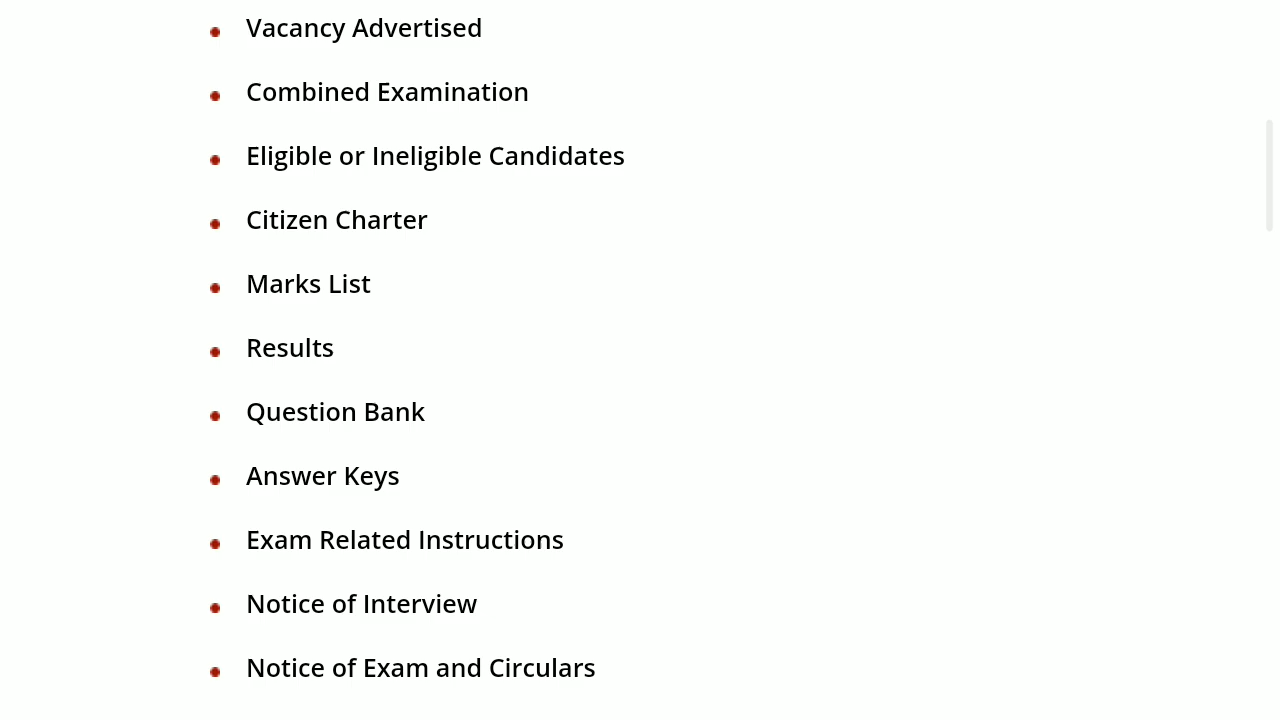 Vacancy Advertised
Combined Examination
Eligible or Ineligible Candidates
Citizen Charter
Marks List
Results
Question Bank
Answer Keys
Exam Related Instructions
Notice of Interview
Notice of Exam and Circulars